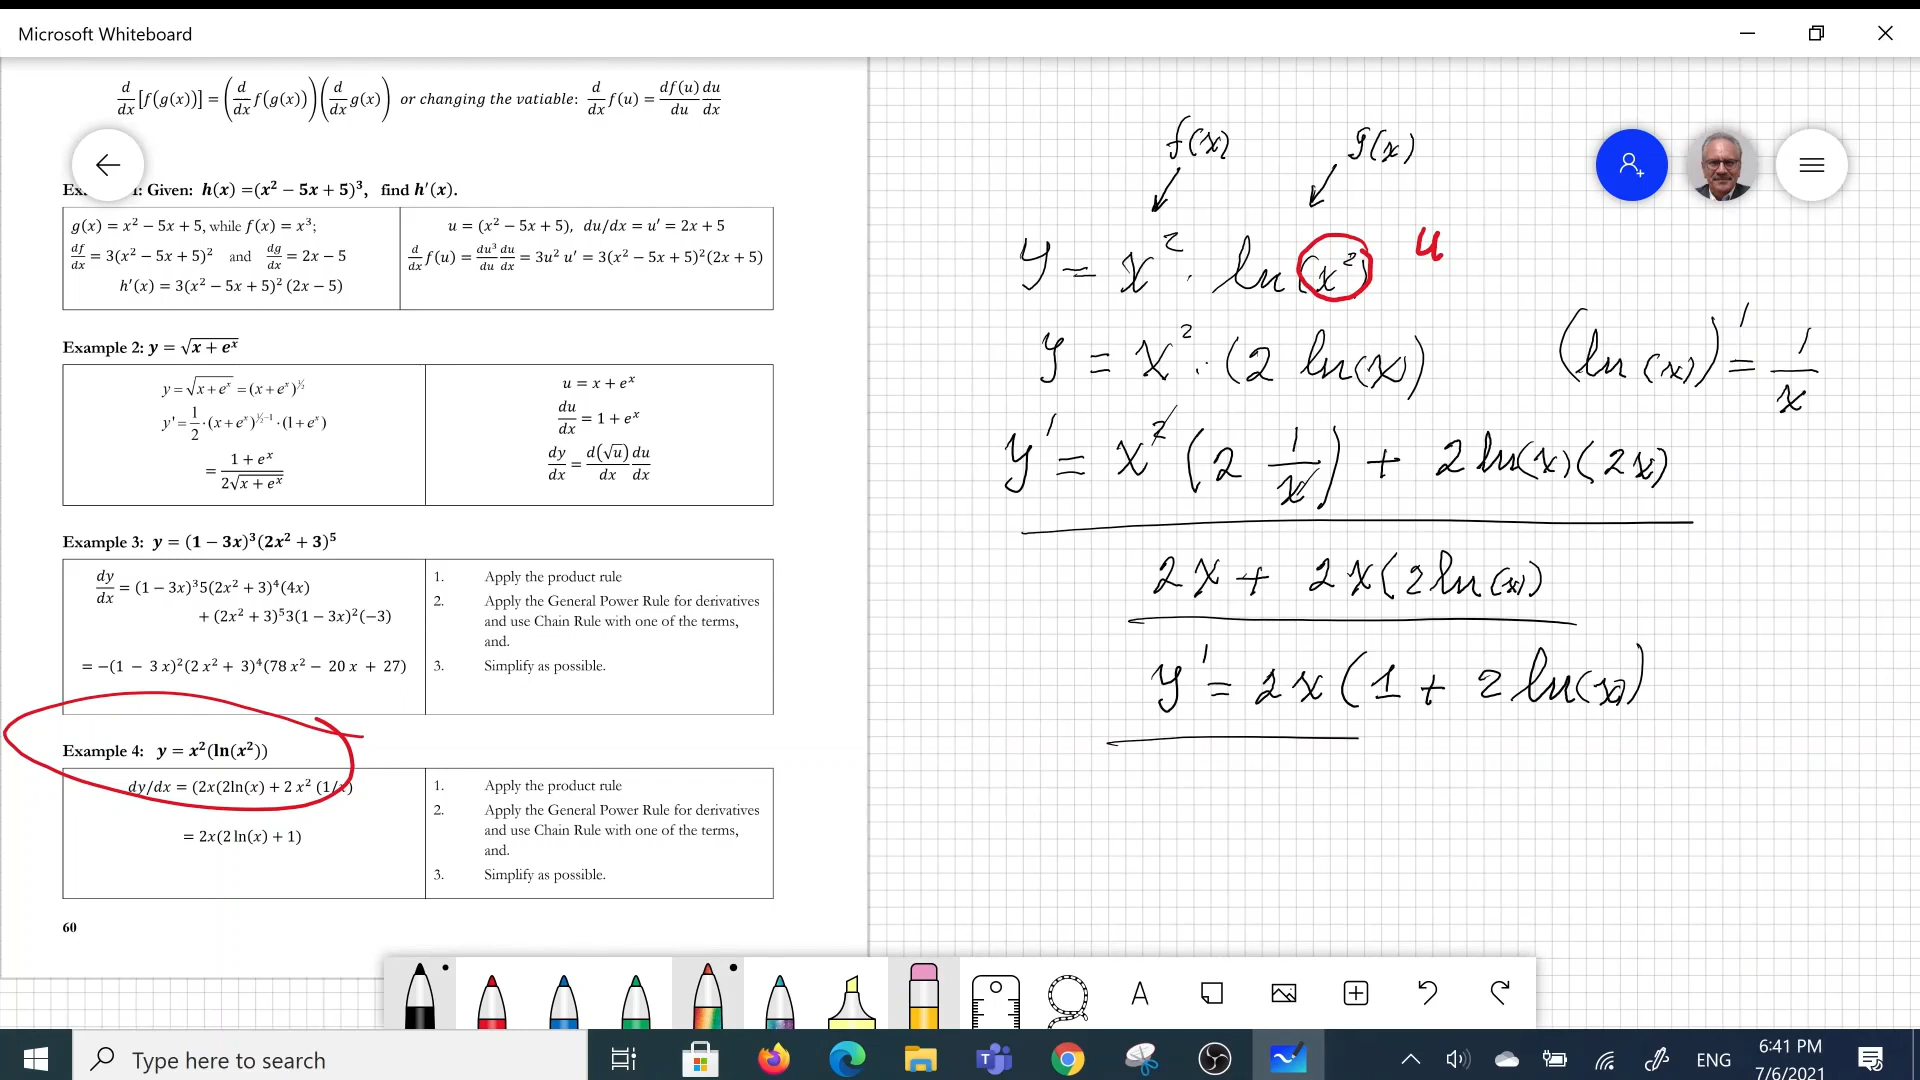 Microsoft Whiteboard
d/dx [f(g(x))] = (d/dx f(g(x))) (d/dx g(x)) or changing the vatiable: d/dx f(u) = df(u)/du du/dx
1: Given: h(x) =(x² − 5x + 5)³, find h′(x).
g(x) = x² − 5x + 5, while f(x) = x³;
df/dx = 3(x² − 5x + 5)² and dg/dx = 2x − 5
h′(x) = 3(x² − 5x + 5)² (2x − 5)
u = (x² − 5x + 5), du/dx = u′ = 2x + 5
d/dx f(u) = du³/du du/dx = 3u² u′ = 3(x² − 5x + 5)²(2x + 5)
Example 2: y = √(x + eˣ)
y = √(x + eˣ) = (x + eˣ)^½
y' = 1/2 · (x + eˣ)^(½−1) · (1 + eˣ)
= (1 + eˣ)/(2√(x + eˣ))
u = x + eˣ
du/dx = 1 + eˣ
dy/dx = d(√u)/dx du/dx
Example 3: y = (1 − 3x)³(2x² + 3)⁵
dy/dx = (1 − 3x)³5(2x² + 3)⁴(4x)
+ (2x² + 3)⁵3(1 − 3x)²(−3)
= −(1 − 3 x)²(2 x² + 3)⁴(78 x² − 20 x + 27)
1. Apply the product rule
2. Apply the General Power Rule for derivatives
and use Chain Rule with one of the terms,
and.
3. Simplify as possible.
Example 4: y = x²(ln(x²))
dy/dx = (2x(2ln(x) + 2 x² (1/x)
= 2x(2 ln(x) + 1)
1. Apply the product rule
2. Apply the General Power Rule for derivatives
and use Chain Rule with one of the terms,
and.
3. Simplify as possible.
60
f(x) g(x)
y = x² · ln(x²) u
y = x² · (2 ln(x))
(ln(x))' = 1/x
y' = x² (2 1/x) + 2 ln(x)(2x)
2x + 2x(2 ln(x)
y' = 2x (1 + 2 ln(x))
A
Type here to search
ENG
6:41 PM
7/6/2021